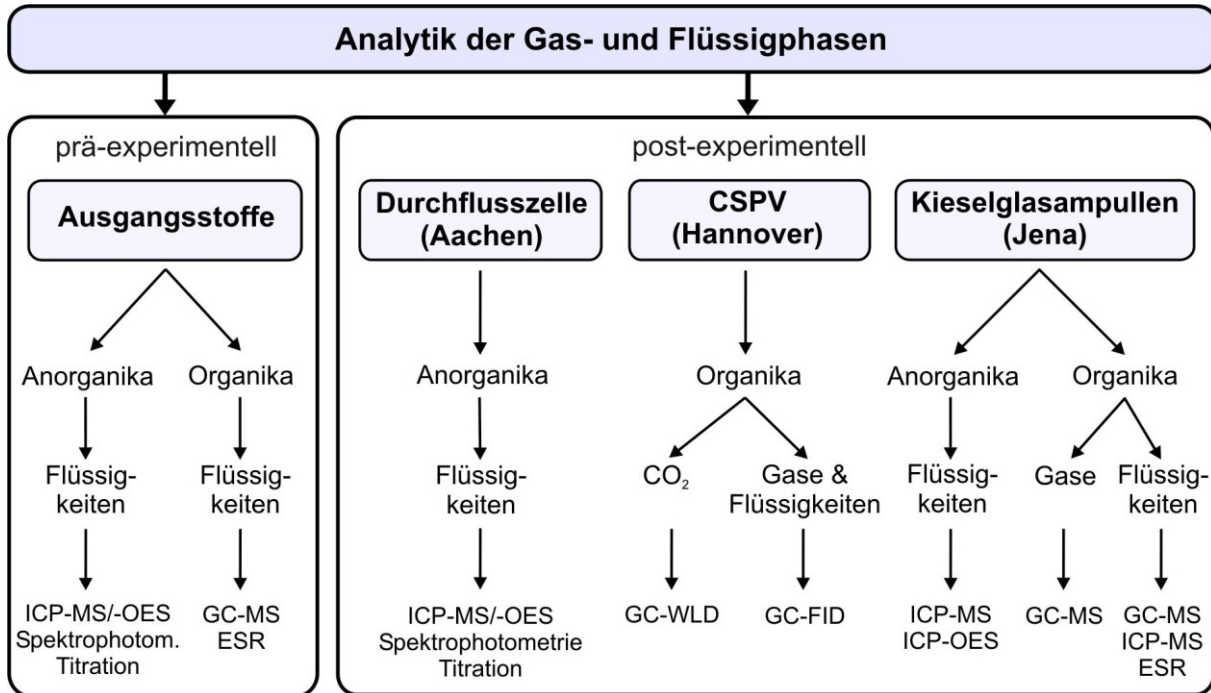 Analytik der Gas- und Flüssigphasen
prä-experimentell
Ausgangsstoffe
Anorganika
Organika
Flüssig-
keiten
Flüssig-
keiten
ICP-MS/-OES
Spektrophotom.
Titration
GC-MS
ESR
post-experimentell
Durchflusszelle
(Aachen)
Anorganika
Flüssig-
keiten
ICP-MS/-OES
Spektrophotometrie
Titration
CSPV
(Hannover)
Organika
CO₂
Gase &
Flüssigkeiten
GC-WLD
GC-FID
Kieselglasampullen
(Jena)
Anorganika
Organika
Flüssig-
keiten
Gase
Flüssig-
keiten
ICP-MS
ICP-OES
GC-MS
GC-MS
ICP-MS
ESR